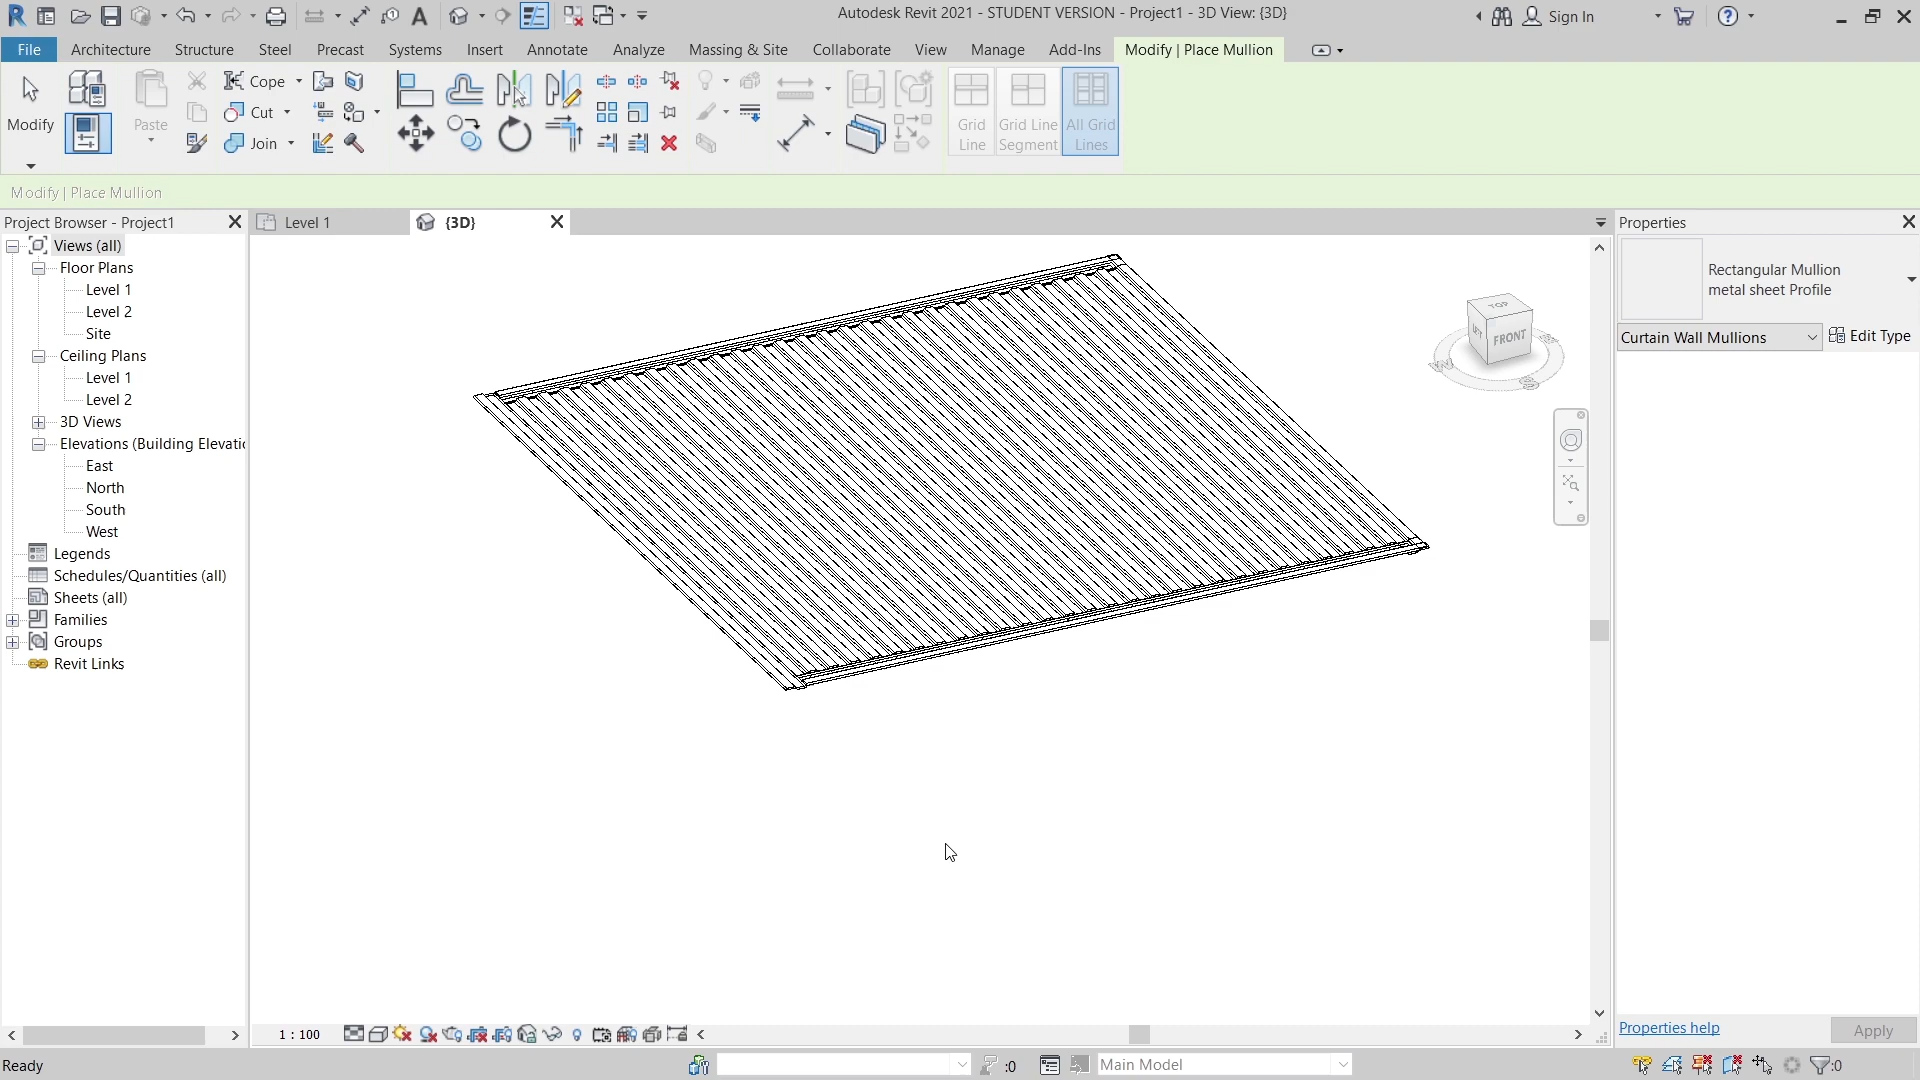 Autodesk Revit 2021 - STUDENT VERSION - Project1 - 3D View: {3D}
Sign In
File Architecture Structure Steel Precast Systems Insert Annotate Analyze Massing & Site Collaborate View Manage Add-Ins Modify | Place Mullion
Modify
Paste
Cope
Cut
Join
Grid Line
Grid Line Segment
All Grid Lines
Modify | Place Mullion
Project Browser - Project1
Views (all)
Floor Plans
Level 1
Level 2
Site
Ceiling Plans
Level 1
Level 2
3D Views
Elevations (Building Elevati
East
North
South
West
Legends
Schedules/Quantities (all)
Sheets (all)
Families
Groups
Revit Links
Level 1
{3D}
TOP
LEFT
FRONT
W
S
Properties
Rectangular Mullion
metal sheet Profile
Curtain Wall Mullions
Edit Type
Properties help
Apply
1 : 100
Ready
:0
Main Model
:0